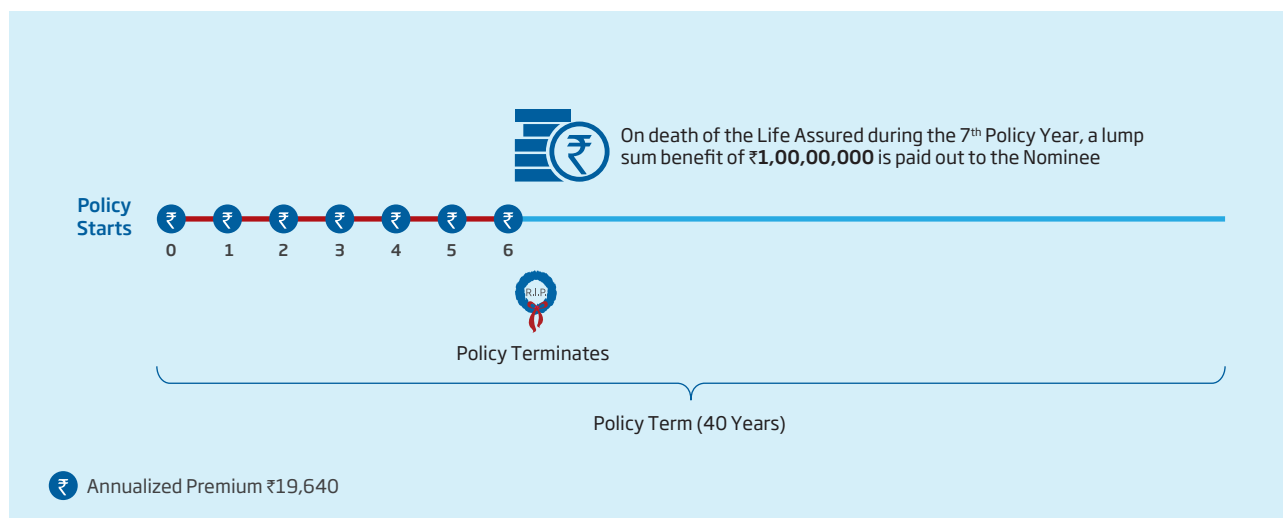 On death of the Life Assured during the 7th Policy Year, a lump
sum benefit of ₹1,00,00,000 is paid out to the Nominee
Policy
Starts
₹ ₹ ₹ ₹ ₹ ₹ ₹
0 1 2 3 4 5 6
R.I.P.
Policy Terminates
Policy Term (40 Years)
₹ Annualized Premium ₹19,640